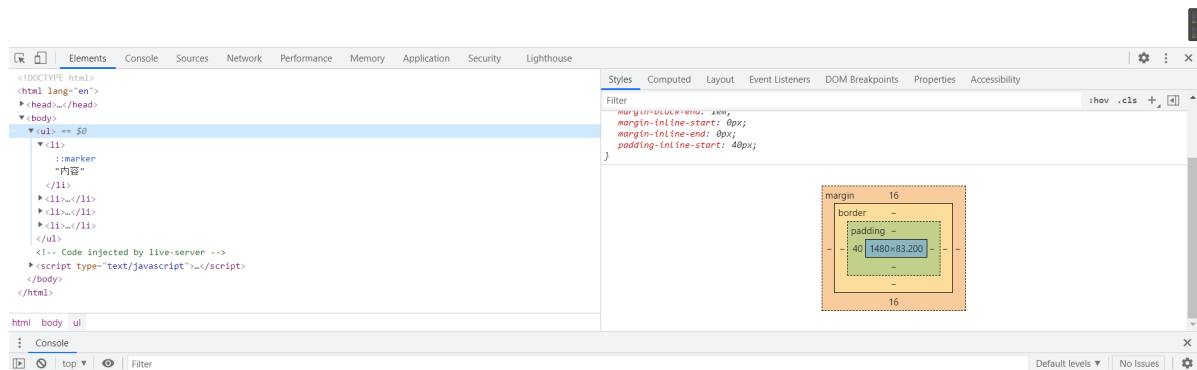 Elements Console Sources Network Performance Memory Application Security Lighthouse
<!DOCTYPE html>
<html lang="en">
<head>…</head>
<body>
<ul> == $0
<li>
::marker
"内容"
</li>
<li>…</li>
<li>…</li>
<li>…</li>
</ul>
<!-- Code injected by live-server -->
<script type="text/javascript">…</script>
</body>
</html>
html body ul
Styles Computed Layout Event Listeners DOM Breakpoints Properties Accessibility
Filter :hov .cls +
margin-block-end: 1em;
margin-inline-start: 0px;
margin-inline-end: 0px;
padding-inline-start: 40px;
}
margin 16
border –
padding –
– – 40 1480×83.200 – – –
–
–
16
Console
top ▼ Filter Default levels ▼ No Issues